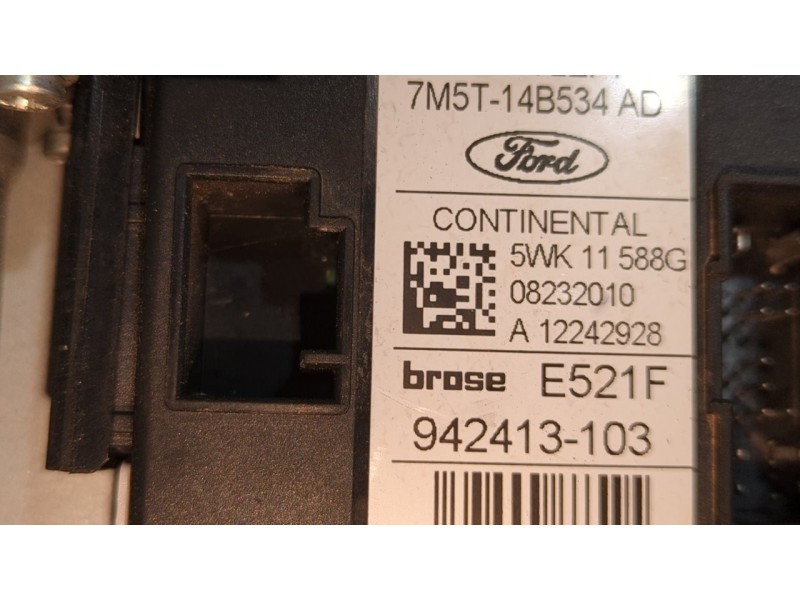 7M5T-14B534 AD
Ford
CONTINENTAL
5WK 11 588G
08232010
A 12242928
brose E521F
942413-103